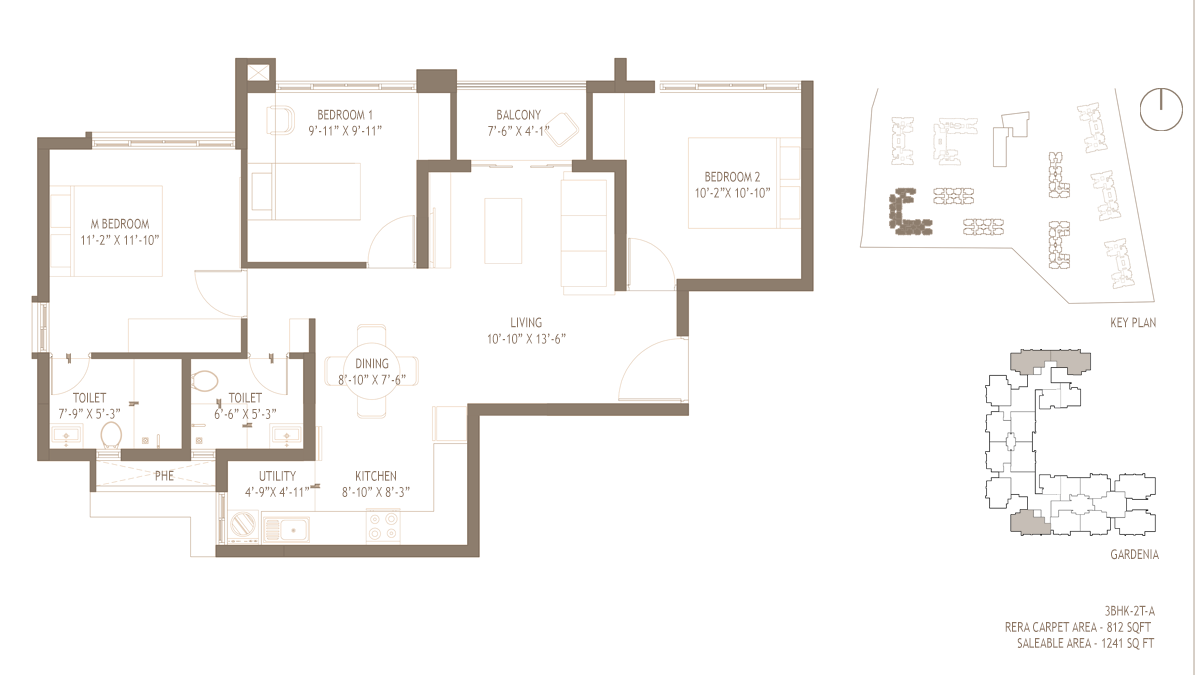 BEDROOM 1
9'-11" X 9'-11"
BALCONY
7'-6" X 4'-1"
BEDROOM 2
10'-2"X 10'-10"
M BEDROOM
11'-2" X 11'-10"
LIVING
10'-10" X 13'-6"
DINING
8'-10" X 7'-6"
TOILET
7'-9" X 5'-3"
TOILET
6'-6" X 5'-3"
PHE
UTILITY
4'-9"X 4'-11"
KITCHEN
8'-10" X 8'-3"
KEY PLAN
GARDENIA
3BHK-2T-A
RERA CARPET AREA - 812 SQFT
SALEABLE AREA - 1241 SQ FT